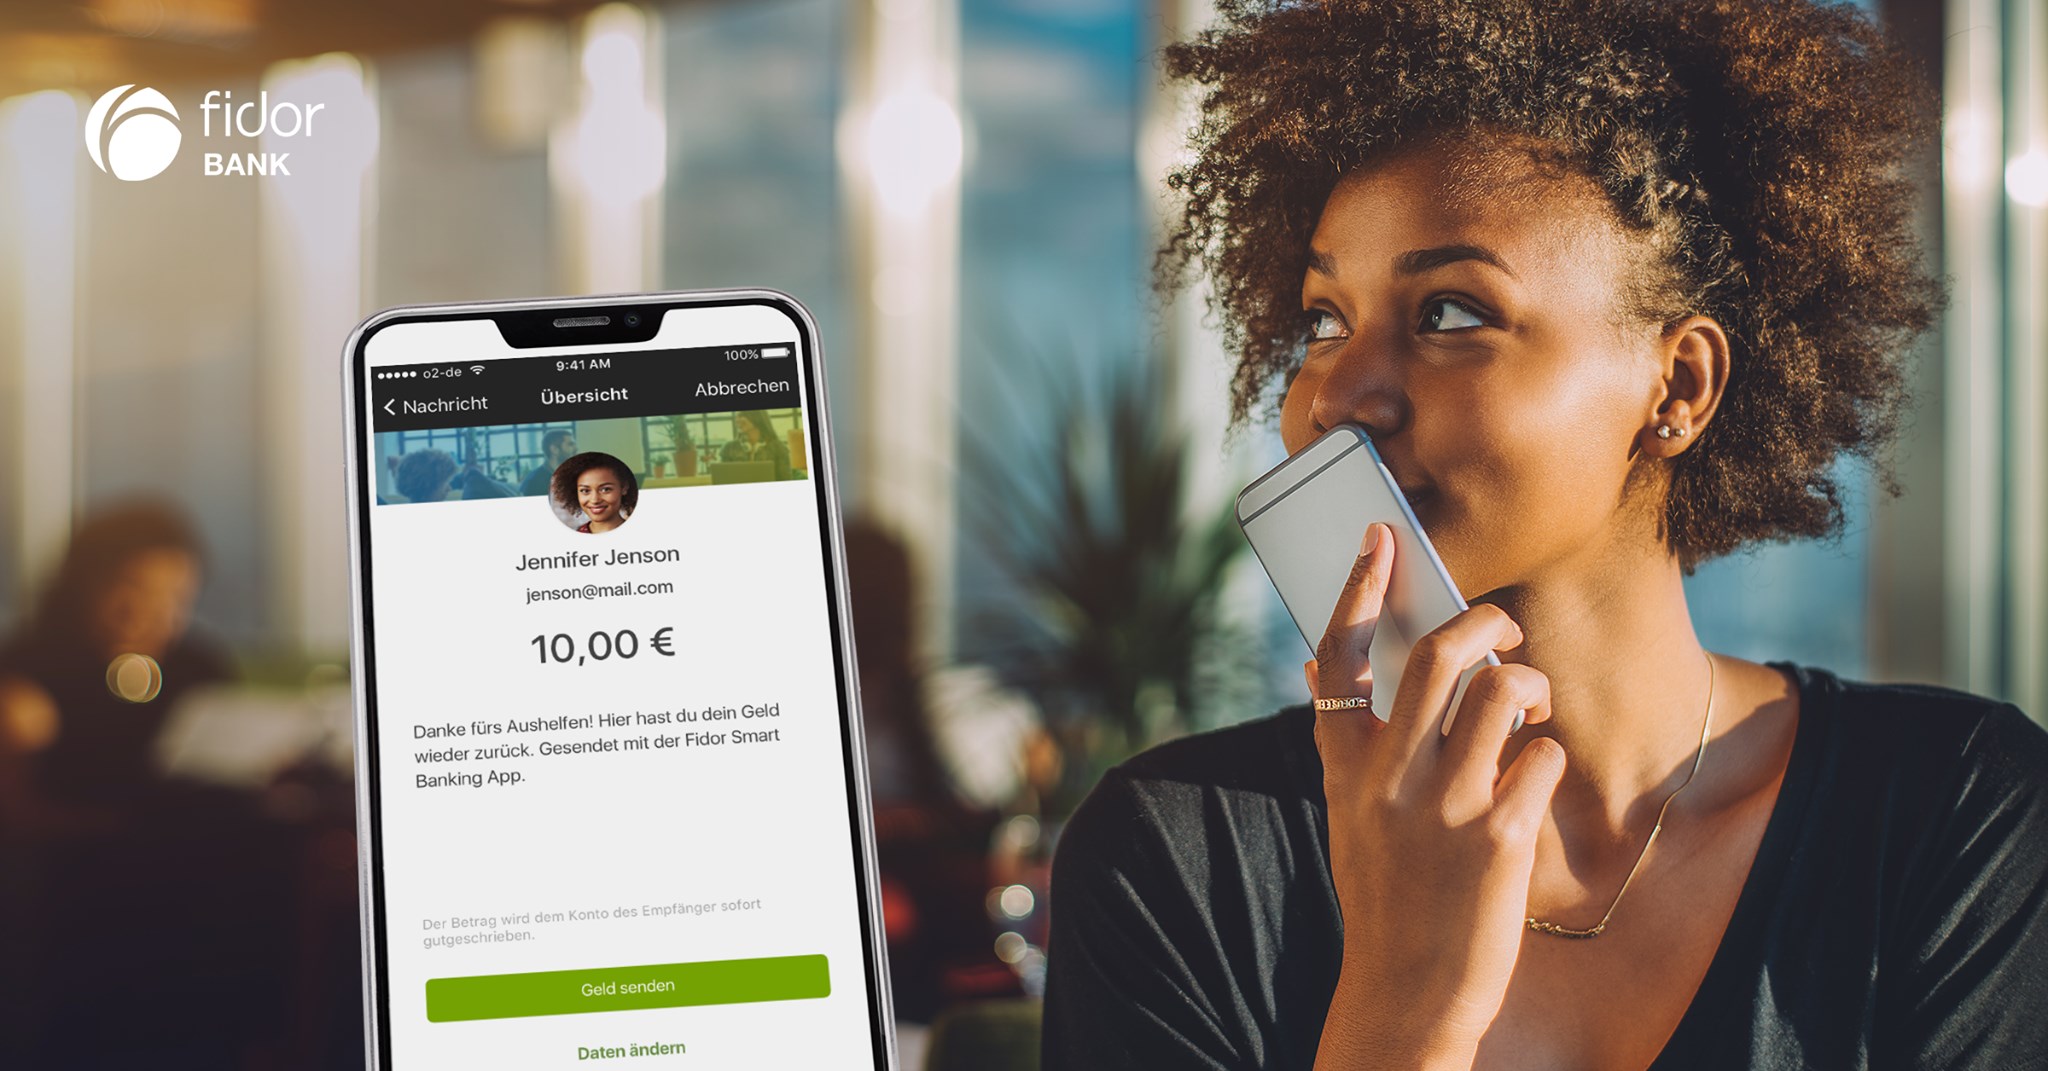 fidor
BANK
o2-de
9:41 AM
100%
Nachricht
Übersicht
Abbrechen
Jennifer Jenson
jenson@mail.com
10,00 €
Danke fürs Aushelfen! Hier hast du dein Geld
wieder zurück. Gesendet mit der Fidor Smart
Banking App.
Der Betrag wird dem Konto des Empfänger sofort
gutgeschrieben.
Geld senden
Daten ändern